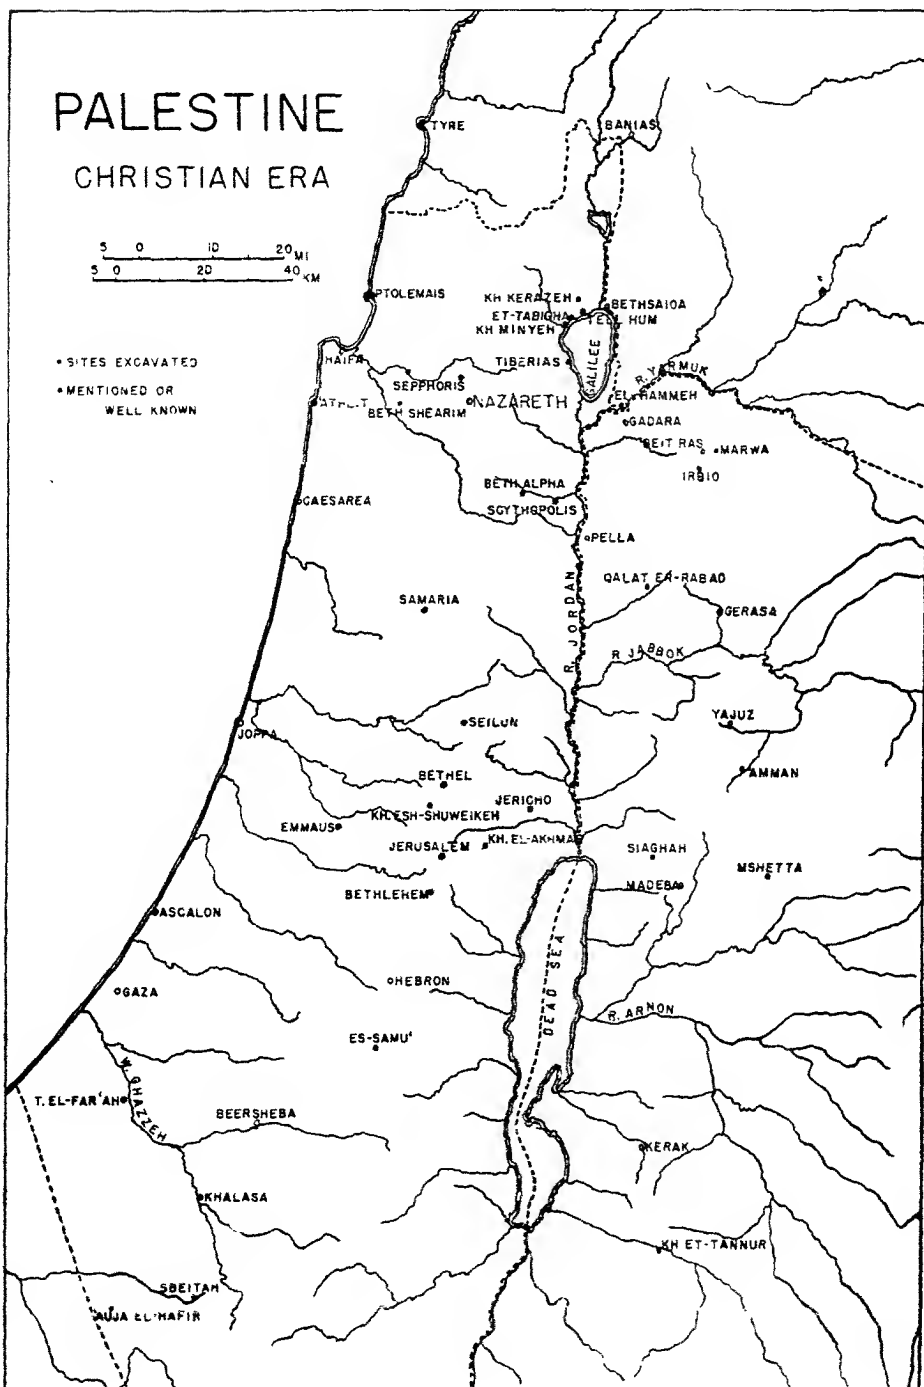 PALESTINE
CHRISTIAN ERA
5 0 10 20 MI
5 0 20 40 KM
• SITES EXCAVATED
• MENTIONED OR
WELL KNOWN
TYRE
BANIAS
PTOLEMAIS
KH KERAZEH
BETHSAIDA
ET-TABIGHA
TELL HUM
KH MINYEH
HAIFA
TIBERIAS
GALILEE
R. YARMUK
SEPPHORIS
EL HAMMEH
BETH SHEARIM
NAZARETH
GADARA
BEIT RAS
MARWA
IRBID
BETH ALPHA
CAESAREA
SCYTHOPOLIS
PELLA
QALAT ER-RABAD
SAMARIA
GERASA
R. JORDAN
R JABBOK
SEILUN
YAJUZ
JOPPA
BETHEL
AMMAN
JERICHO
KH. ESH-SHUWEIKEH
EMMAUS
KH. EL-AKHMAR
JERUSALEM
SIAGHAH
MSHETTA
BETHLEHEM
MADEBA
ASCALON
DEAD SEA
HEBRON
GAZA
R. ARNON
ES-SAMU'
W. GHAZZEH
T. EL-FAR'AH
BEERSHEBA
KERAK
KHALASA
KH ET-TANNUR
SBEITAH
'AUJA EL-HAFIR